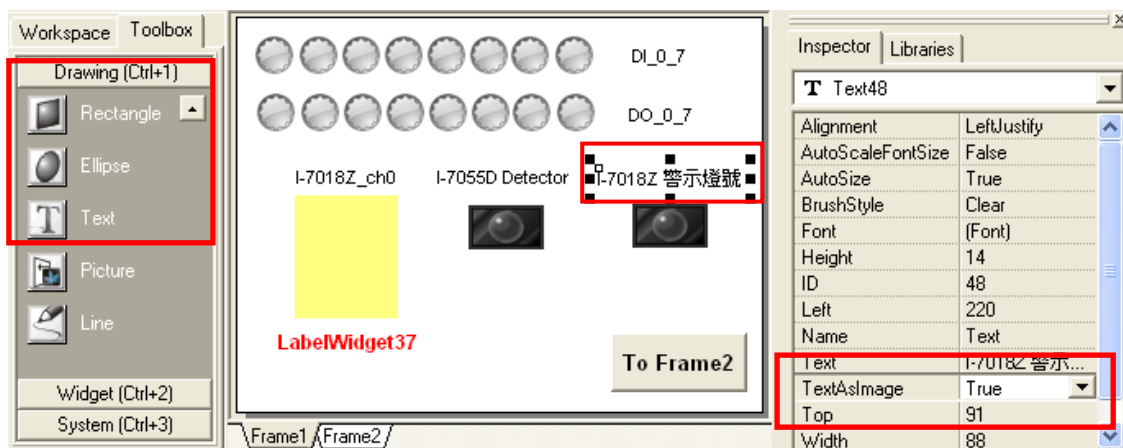 Workspace Toolbox
Drawing (Ctrl+1)
Rectangle
Ellipse
Text
Picture
Line
Widget (Ctrl+2)
System (Ctrl+3)
DI_0_7
DO_0_7
I-7018Z_ch0 I-7055D Detector I-7018Z 警示燈號
LabelWidget37
To Frame2
Frame1 Frame2
Inspector Libraries
T Text48
Alignment LeftJustify
AutoScaleFontSize False
AutoSize True
BrushStyle Clear
Font (Font)
Height 14
ID 48
Left 220
Name Text
Text I-7018Z 警示...
TextAsImage True
Top 91
Width 88